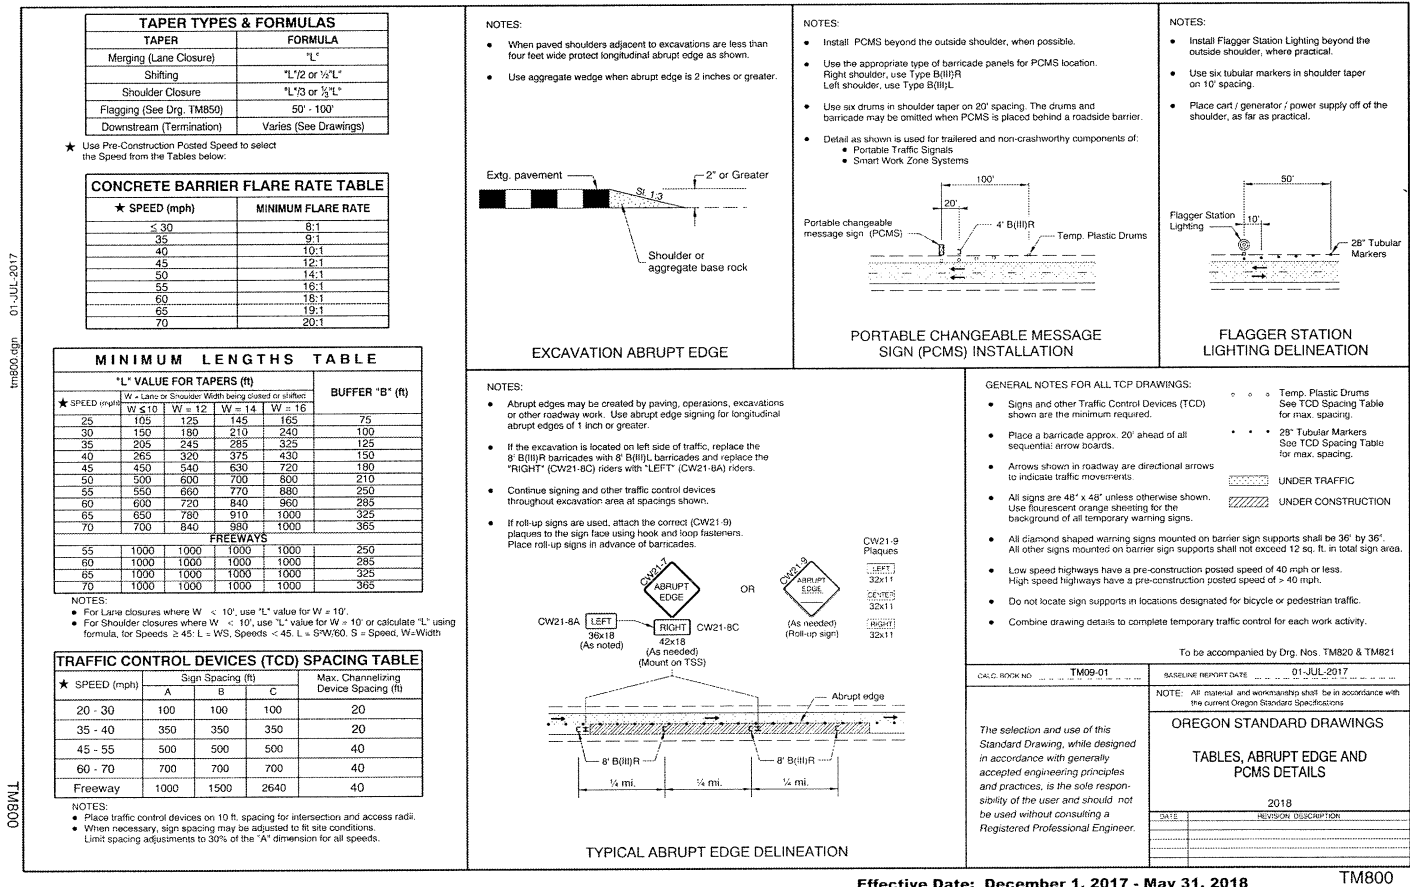 TAPER TYPES & FORMULAS
TAPER FORMULA
Merging (Lane Closure) "L"
Shifting "L"/2 or ½"L"
Shoulder Closure "L"/3 or ⅓"L"
Flagging (See Drg. TM850) 50' - 100'
Downstream (Termination) Varies (See Drawings)
★ Use Pre-Construction Posted Speed to select
the Speed from the Tables below:
CONCRETE BARRIER FLARE RATE TABLE
★ SPEED (mph) MINIMUM FLARE RATE
≤ 30 8:1
35 9:1
40 10:1
45 12:1
50 14:1
55 16:1
60 18:1
65 19:1
70 20:1
MINIMUM LENGTHS TABLE
"L" VALUE FOR TAPERS (ft) BUFFER "B" (ft)
★ SPEED (mph) W = Lane or Shoulder Width being closed or shifted
W ≤ 10 W = 12 W = 14 W = 16
25 105 125 145 165 75
30 150 180 210 240 100
35 205 245 285 325 125
40 265 320 375 430 150
45 450 540 630 720 180
50 500 600 700 800 210
55 550 660 770 880 250
60 600 720 840 960 285
65 650 780 910 1000 325
70 700 840 980 1000 365
FREEWAYS
55 1000 1000 1000 1000 250
60 1000 1000 1000 1000 285
65 1000 1000 1000 1000 325
70 1000 1000 1000 1000 365
NOTES:
• For Lane closures where W < 10', use "L" value for W = 10'.
• For Shoulder closures where W < 10', use "L" value for W = 10' or calculate "L" using
formula, for Speeds ≥ 45: L = WS, Speeds < 45. L = S²W/60. S = Speed, W=Width
TRAFFIC CONTROL DEVICES (TCD) SPACING TABLE
★ SPEED (mph) Sign Spacing (ft) Max. Channelizing
Device Spacing (ft)
A B C
20 - 30 100 100 100 20
35 - 40 350 350 350 20
45 - 55 500 500 500 40
60 - 70 700 700 700 40
Freeway 1000 1500 2640 40
NOTES:
• Place traffic control devices on 10 ft. spacing for intersection and access radii.
• When necessary, sign spacing may be adjusted to fit site conditions.
Limit spacing adjustments to 30% of the "A" dimension for all speeds.
tm800.dgn 01-JUL-2017
TM800
NOTES:
• When paved shoulders adjacent to excavations are less than
four feet wide protect longitudinal abrupt edge as shown.
• Use aggregate wedge when abrupt edge is 2 inches or greater.
Extg. pavement
2" or Greater
Sl. 1:3
Shoulder or
aggregate base rock
EXCAVATION ABRUPT EDGE
NOTES:
• Install PCMS beyond the outside shoulder, when possible.
• Use the appropriate type of barricade panels for PCMS location.
Right shoulder, use Type B(III)R
Left shoulder, use Type B(III)L
• Use six drums in shoulder taper on 20' spacing. The drums and
barricade may be omitted when PCMS is placed behind a roadside barrier.
• Detail as shown is used for trailered and non-crashworthy components of:
• Portable Traffic Signals
• Smart Work Zone Systems
100'
20'
Portable changeable
message sign (PCMS)
4' B(III)R
Temp. Plastic Drums
PORTABLE CHANGEABLE MESSAGE
SIGN (PCMS) INSTALLATION
NOTES:
• Install Flagger Station Lighting beyond the
outside shoulder, where practical.
• Use six tubular markers in shoulder taper
on 10' spacing.
• Place cart / generator / power supply off of the
shoulder, as far as practical.
50'
Flagger Station
Lighting
10'
28" Tubular
Markers
FLAGGER STATION
LIGHTING DELINEATION
NOTES:
• Abrupt edges may be created by paving, operations, excavations
or other roadway work. Use abrupt edge signing for longitudinal
abrupt edges of 1 inch or greater.
• If the excavation is located on left side of traffic, replace the
8' B(III)R barricades with 8' B(III)L barricades and replace the
"RIGHT" (CW21-8C) riders with "LEFT" (CW21-8A) riders.
• Continue signing and other traffic control devices
throughout excavation area at spacings shown.
• If roll-up signs are used, attach the correct (CW21-9)
plaques to the sign face using hook and loop fasteners.
Place roll-up signs in advance of barricades.
CW21-7
ABRUPT
EDGE
OR
CW21-9
ABRUPT
EDGE
(As needed)
(Roll-up sign)
CW21-9
Plaques
LEFT
32x11
CENTER
32x11
RIGHT
32x11
CW21-8A LEFT
36x18
(As noted)
RIGHT CW21-8C
42x18
(As needed)
(Mount on TSS)
Abrupt edge
8' B(III)R
8' B(III)R
¼ mi. ¼ mi. ¼ mi.
TYPICAL ABRUPT EDGE DELINEATION
GENERAL NOTES FOR ALL TCP DRAWINGS:
• Signs and other Traffic Control Devices (TCD)
shown are the minimum required.
• Place a barricade approx. 20' ahead of all
sequential arrow boards.
• Arrows shown in roadway are directional arrows
to indicate traffic movements.
• All signs are 48" x 48" unless otherwise shown.
Use flourescent orange sheeting for the
background of all temporary warning signs.
• All diamond shaped warning signs mounted on barrier sign supports shall be 36" by 36".
All other signs mounted on barrier sign supports shall not exceed 12 sq. ft. in total sign area.
• Low speed highways have a pre-construction posted speed of 40 mph or less.
High speed highways have a pre-construction posted speed of > 40 mph.
• Do not locate sign supports in locations designated for bicycle or pedestrian traffic.
• Combine drawing details to complete temporary traffic control for each work activity.
Temp. Plastic Drums
See TCD Spacing Table
for max. spacing.
28" Tubular Markers
See TCD Spacing Table
for max. spacing.
UNDER TRAFFIC
UNDER CONSTRUCTION
To be accompanied by Drg. Nos. TM820 & TM821
CALC. BOOK NO. TM09-01
BASELINE REPORT DATE 01-JUL-2017
NOTE: All material and workmanship shall be in accordance with
the current Oregon Standard Specifications
The selection and use of this
Standard Drawing, while designed
in accordance with generally
accepted engineering principles
and practices, is the sole respon-
sibility of the user and should not
be used without consulting a
Registered Professional Engineer.
OREGON STANDARD DRAWINGS
TABLES, ABRUPT EDGE AND
PCMS DETAILS
2018
DATE REVISION DESCRIPTION
TM800
Effective Date: December 1, 2017 - May 31, 2018